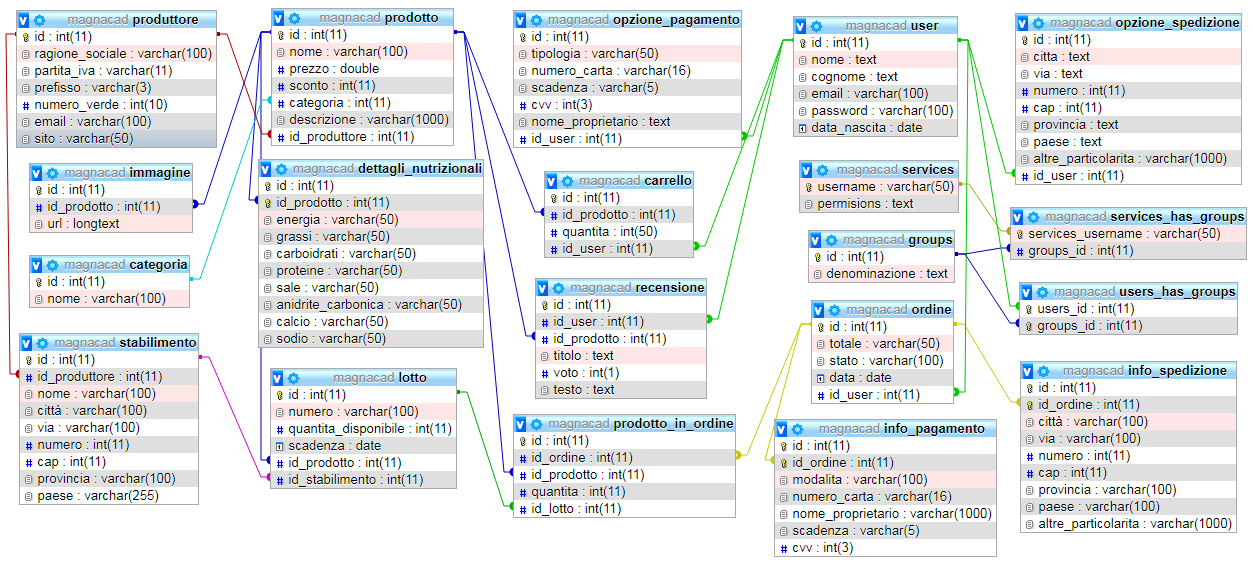 magnacad produttore
id : int(11)
ragione_sociale : varchar(100)
partita_iva : varchar(11)
prefisso : varchar(3)
numero_verde : int(10)
email : varchar(100)
sito : varchar(50)
magnacad prodotto
id : int(11)
nome : varchar(100)
prezzo : double
sconto : int(11)
categoria : int(11)
descrizione : varchar(1000)
id_produttore : int(11)
magnacad opzione_pagamento
id : int(11)
tipologia : varchar(50)
numero_carta : varchar(16)
scadenza : varchar(5)
cvv : int(3)
nome_proprietario : text
id_user : int(11)
magnacad user
id : int(11)
nome : text
cognome : text
email : varchar(100)
password : varchar(100)
data_nascita : date
magnacad opzione_spedizione
id : int(11)
citta : text
via : text
numero : int(11)
cap : int(11)
provincia : text
paese : text
altre_particolarita : varchar(1000)
id_user : int(11)
magnacad immagine
id : int(11)
id_prodotto : int(11)
url : longtext
magnacad dettagli_nutrizionali
id : int(11)
id_prodotto : int(11)
energia : varchar(50)
grassi : varchar(50)
carboidrati : varchar(50)
proteine : varchar(50)
sale : varchar(50)
anidrite_carbonica : varchar(50)
calcio : varchar(50)
sodio : varchar(50)
magnacad carrello
id : int(11)
id_prodotto : int(11)
quantita : int(50)
id_user : int(11)
magnacad services
username : varchar(50)
permisions : text
magnacad services_has_groups
services_username : varchar(50)
groups_id : int(11)
magnacad categoria
id : int(11)
nome : varchar(100)
magnacad recensione
id : int(11)
id_user : int(11)
id_prodotto : int(11)
titolo : text
voto : int(1)
testo : text
magnacad groups
id : int(11)
denominazione : text
magnacad users_has_groups
users_id : int(11)
groups_id : int(11)
magnacad stabilimento
id : int(11)
id_produttore : int(11)
nome : varchar(100)
città : varchar(100)
via : varchar(100)
numero : int(11)
cap : int(11)
provincia : varchar(100)
paese : varchar(255)
magnacad lotto
id : int(11)
numero : varchar(100)
quantita_disponibile : int(11)
scadenza : date
id_prodotto : int(11)
id_stabilimento : int(11)
magnacad prodotto_in_ordine
id : int(11)
id_ordine : int(11)
id_prodotto : int(11)
quantita : int(11)
id_lotto : int(11)
magnacad ordine
id : int(11)
totale : varchar(50)
stato : varchar(100)
data : date
id_user : int(11)
magnacad info_pagamento
id : int(11)
id_ordine : int(11)
modalita : varchar(100)
numero_carta : varchar(16)
nome_proprietario : varchar(1000)
scadenza : varchar(5)
cvv : int(3)
magnacad info_spedizione
id : int(11)
id_ordine : int(11)
città : varchar(100)
via : varchar(100)
numero : int(11)
cap : int(11)
provincia : varchar(100)
paese : varchar(100)
altre_particolarita : varchar(1000)